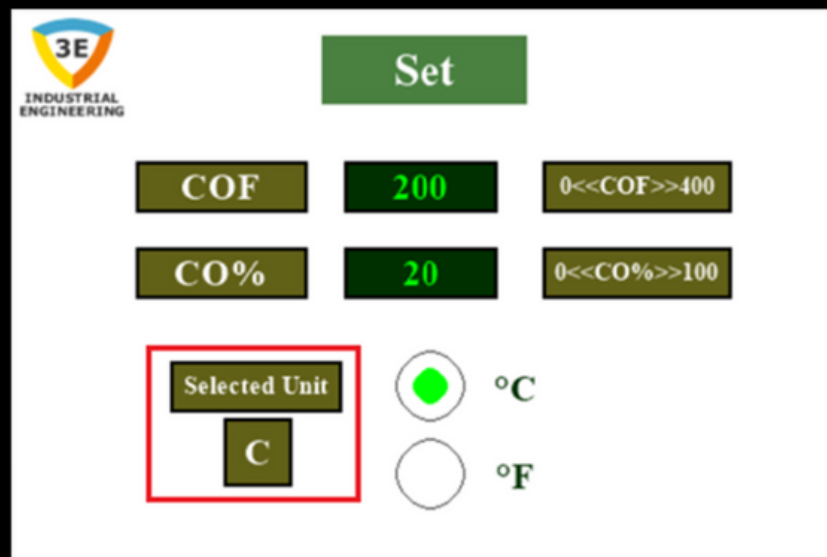 3E
INDUSTRIAL
ENGINEERING
Set
COF 200 0<<COF>>400
CO% 20 0<<CO%>>100
Selected Unit
C
°C
°F